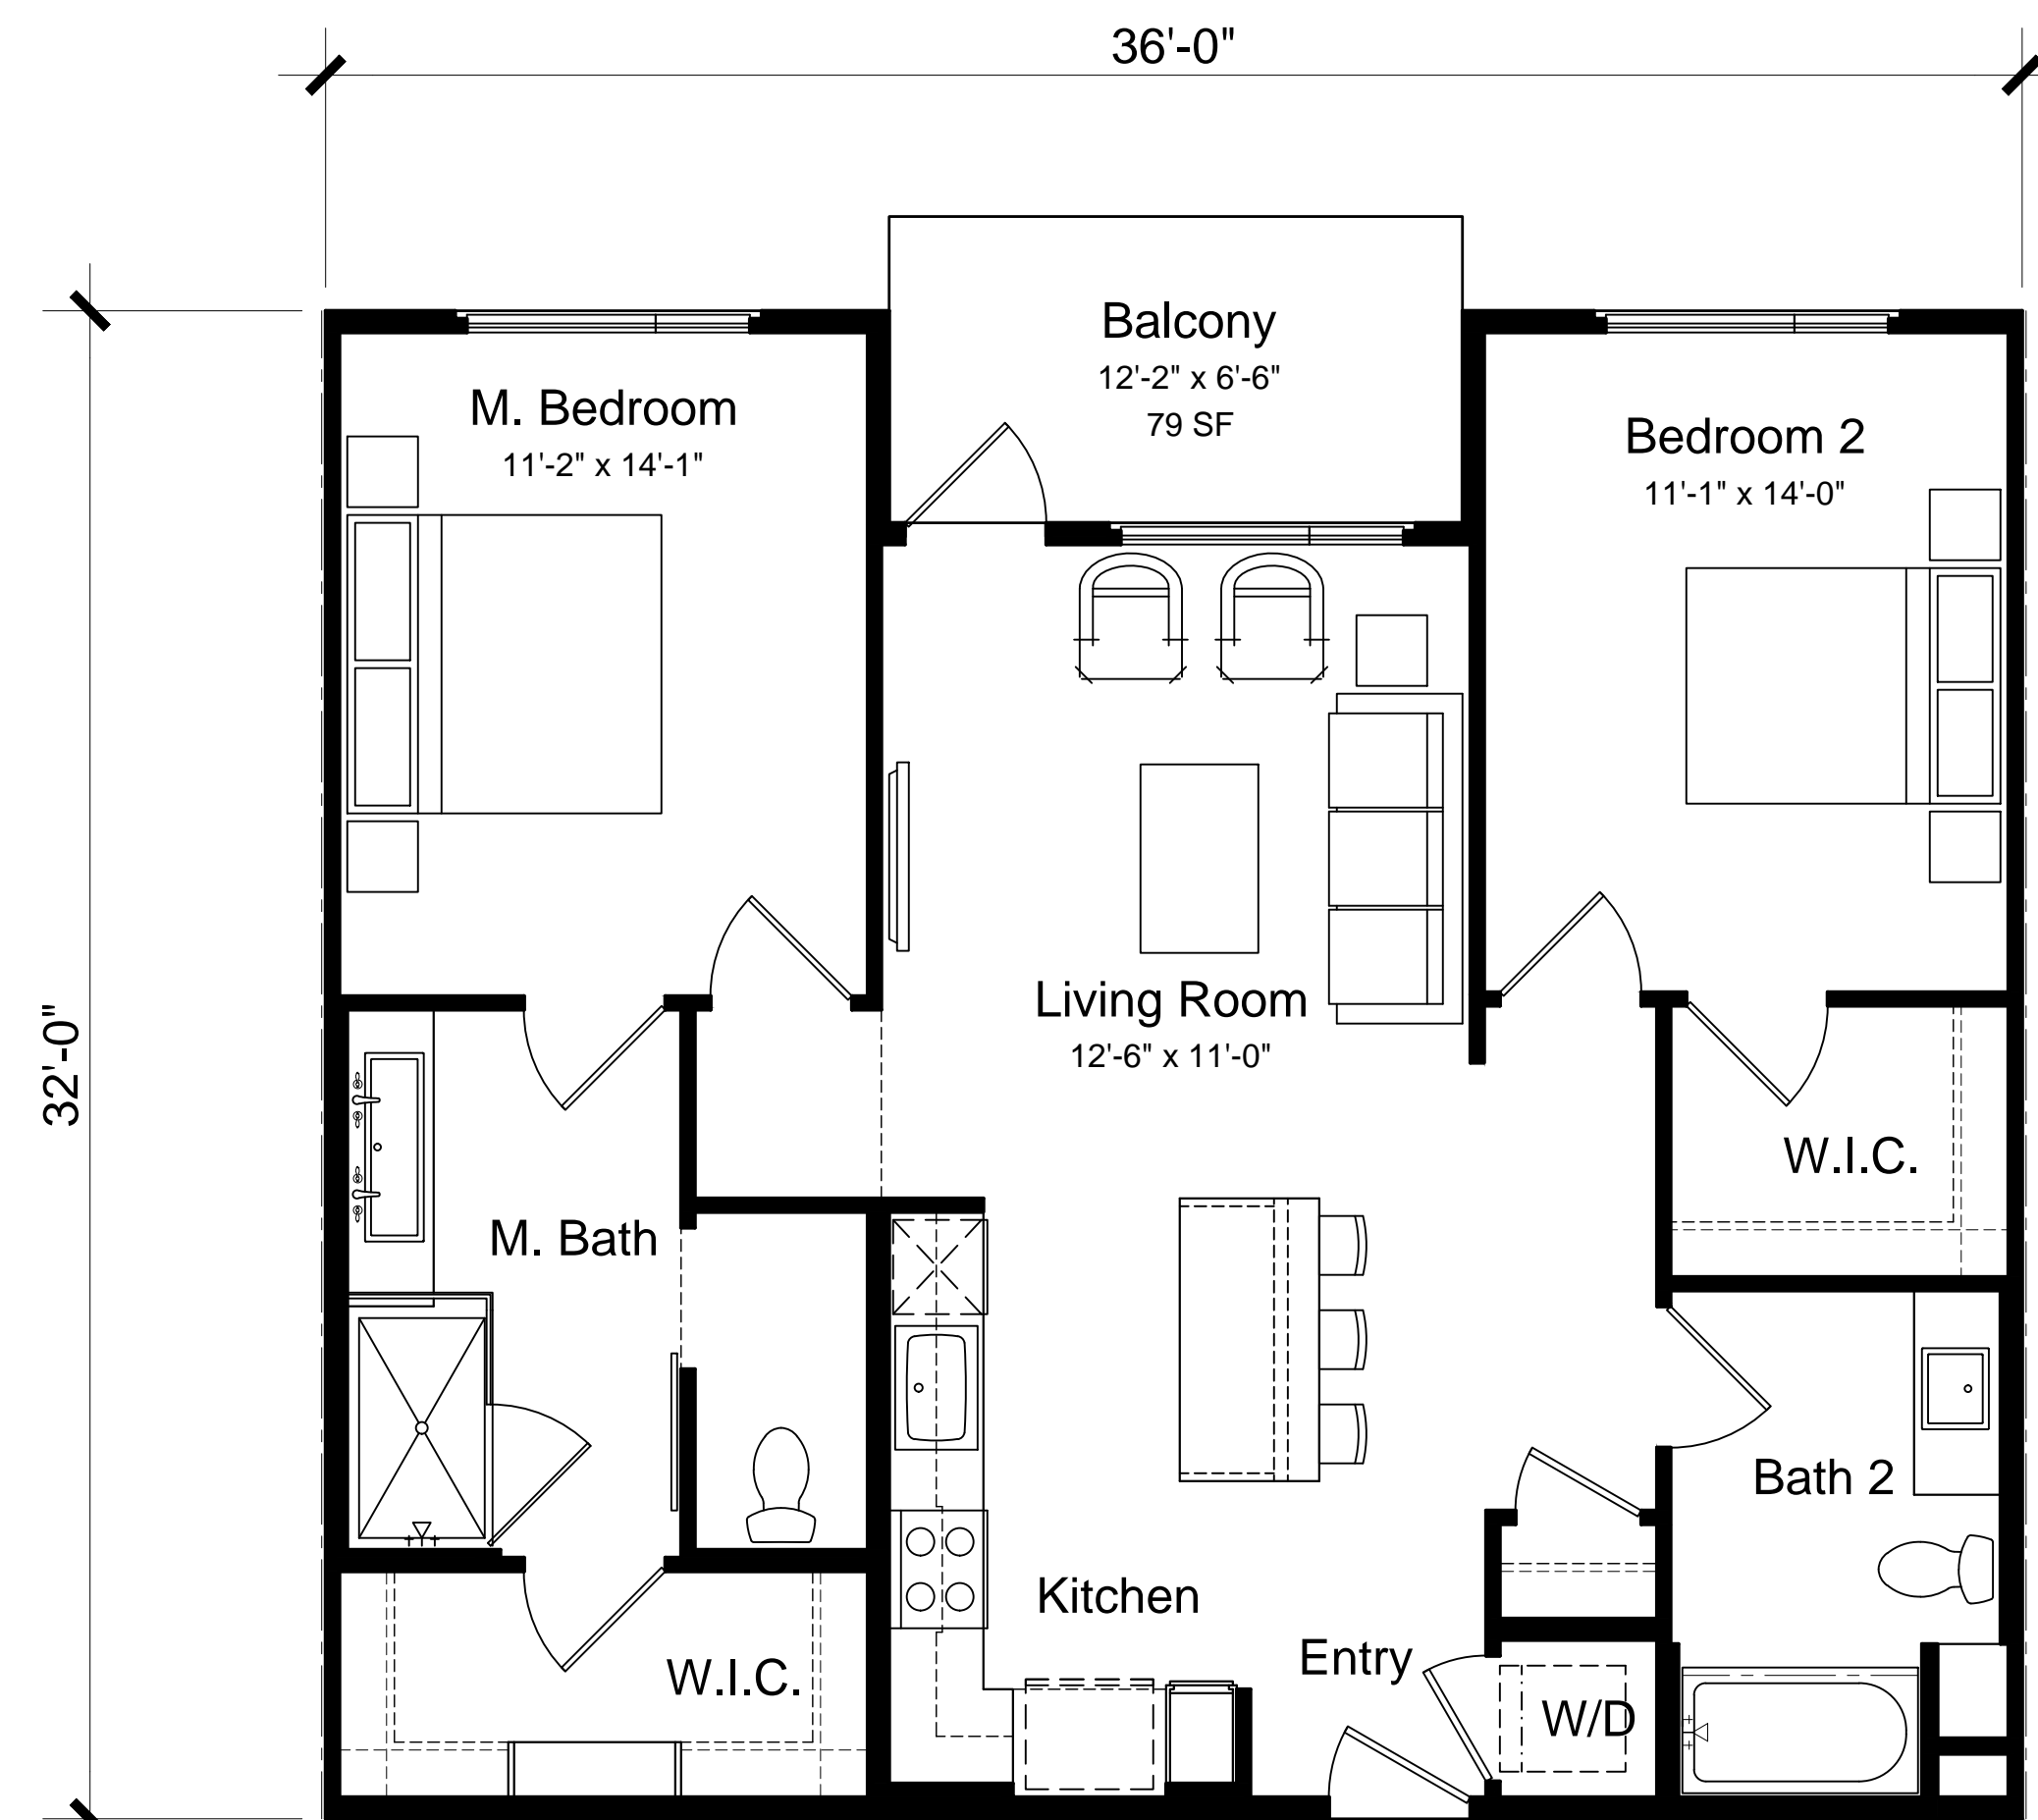 36'-0"
Balcony
12'-2" x 6'-6"
79 SF
M. Bedroom
11'-2" x 14'-1"
Bedroom 2
11'-1" x 14'-0"
32'-0"
Living Room
12'-6" x 11'-0"
W.I.C.
M. Bath
Bath 2
Kitchen
Entry
W.I.C.
W/D